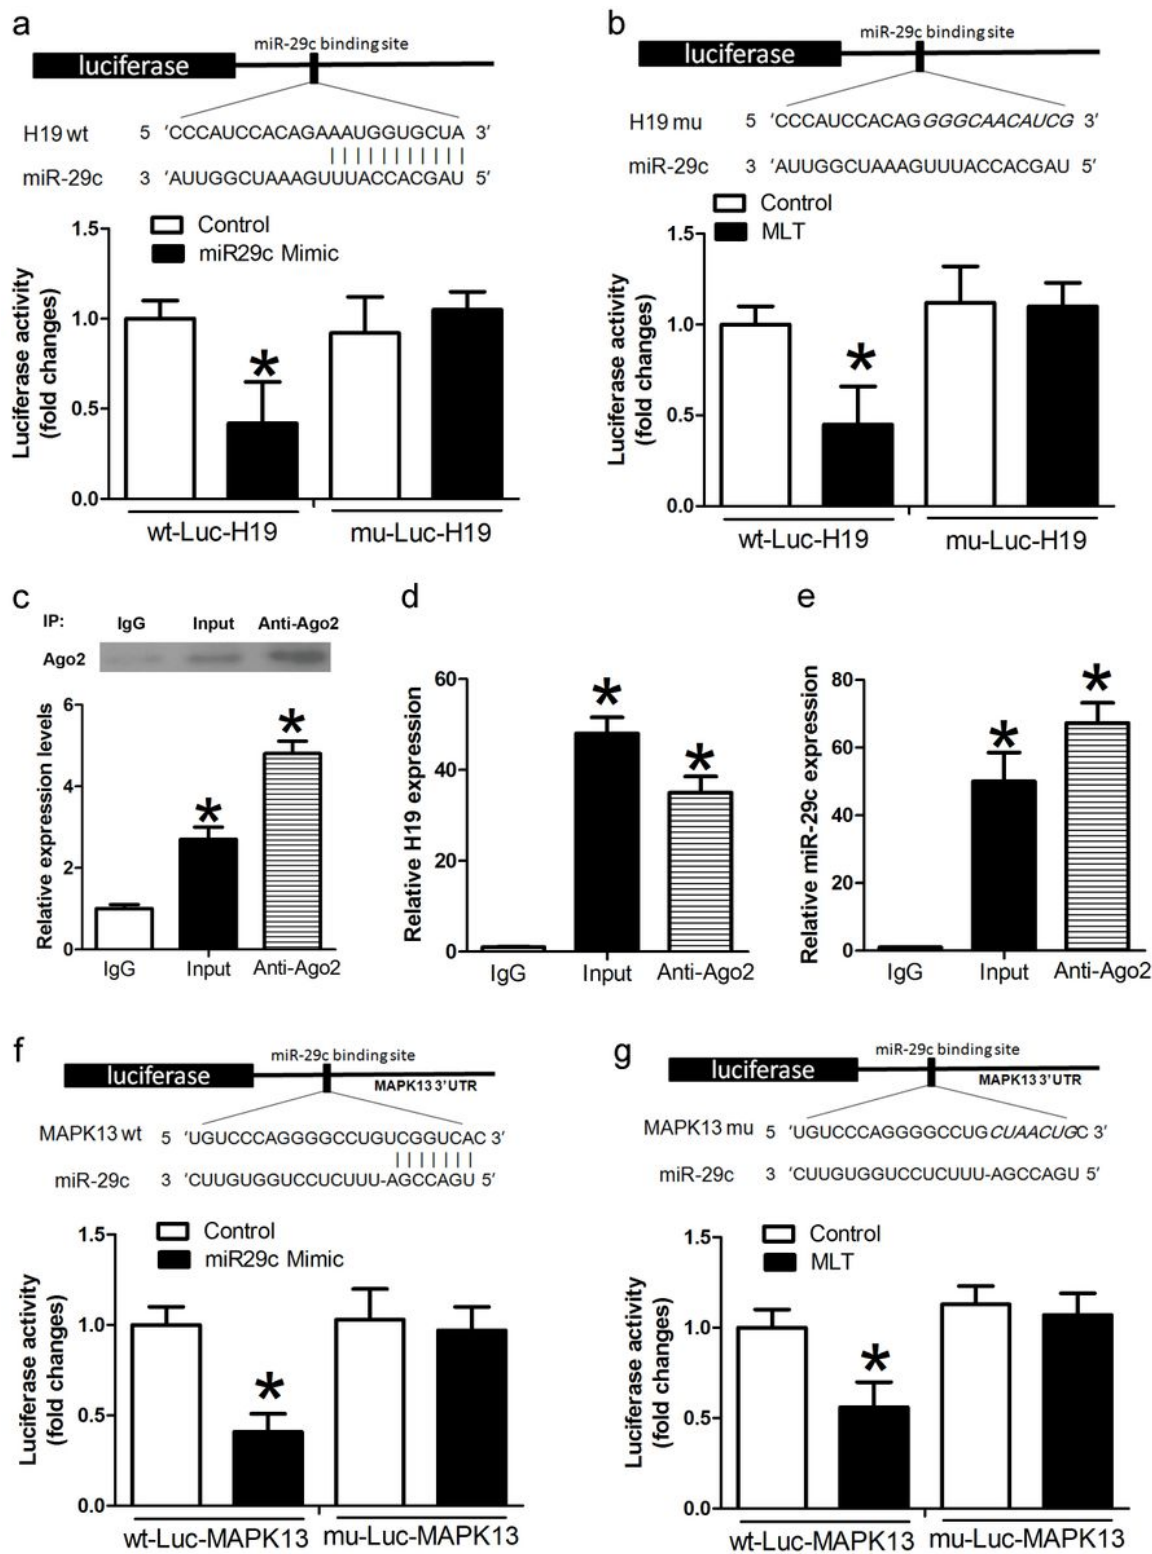 a
miR-29c binding site
luciferase
H19 wt 5 'CCCAUCCACAGAAAUGGUGCUA 3'
miR-29c 3 'AUUGGCUAAAGUUUACCACGAU 5'
Control
miR29c Mimic
Luciferase activity
(fold changes)
1.5
1.0
0.5
0.0
*
wt-Luc-H19 mu-Luc-H19
b
miR-29c binding site
luciferase
H19 mu 5 'CCCAUCCACAGGGGCAACAUCG 3'
miR-29c 3 'AUUGGCUAAAGUUUACCACGAU 5'
Control
MLT
Luciferase activity
(fold changes)
1.5
1.0
0.5
0.0
*
wt-Luc-H19 mu-Luc-H19
c
IP: IgG Input Anti-Ago2
Ago2
Relative expression levels
6
4
2
0
*
*
IgG Input Anti-Ago2
d
Relative H19 expression
60
40
20
0
*
*
IgG Input Anti-Ago2
e
Relative miR-29c expression
80
60
40
20
0
*
*
IgG Input Anti-Ago2
f
miR-29c binding site
luciferase
MAPK13 3'UTR
MAPK13 wt 5 'UGUCCCAGGGGCCUGUCGGUCAC 3'
miR-29c 3 'CUUGUGGUCCUCUUU-AGCCAGU 5'
Control
miR29c Mimic
Luciferase activity
(fold changes)
1.5
1.0
0.5
0.0
*
wt-Luc-MAPK13 mu-Luc-MAPK13
g
miR-29c binding site
luciferase
MAPK13 3'UTR
MAPK13 mu 5 'UGUCCCAGGGGCCUGCUAACUGC 3'
miR-29c 3 'CUUGUGGUCCUCUUU-AGCCAGU 5'
Control
MLT
Luciferase activity
(fold changes)
1.5
1.0
0.5
0.0
*
wt-Luc-MAPK13 mu-Luc-MAPK13